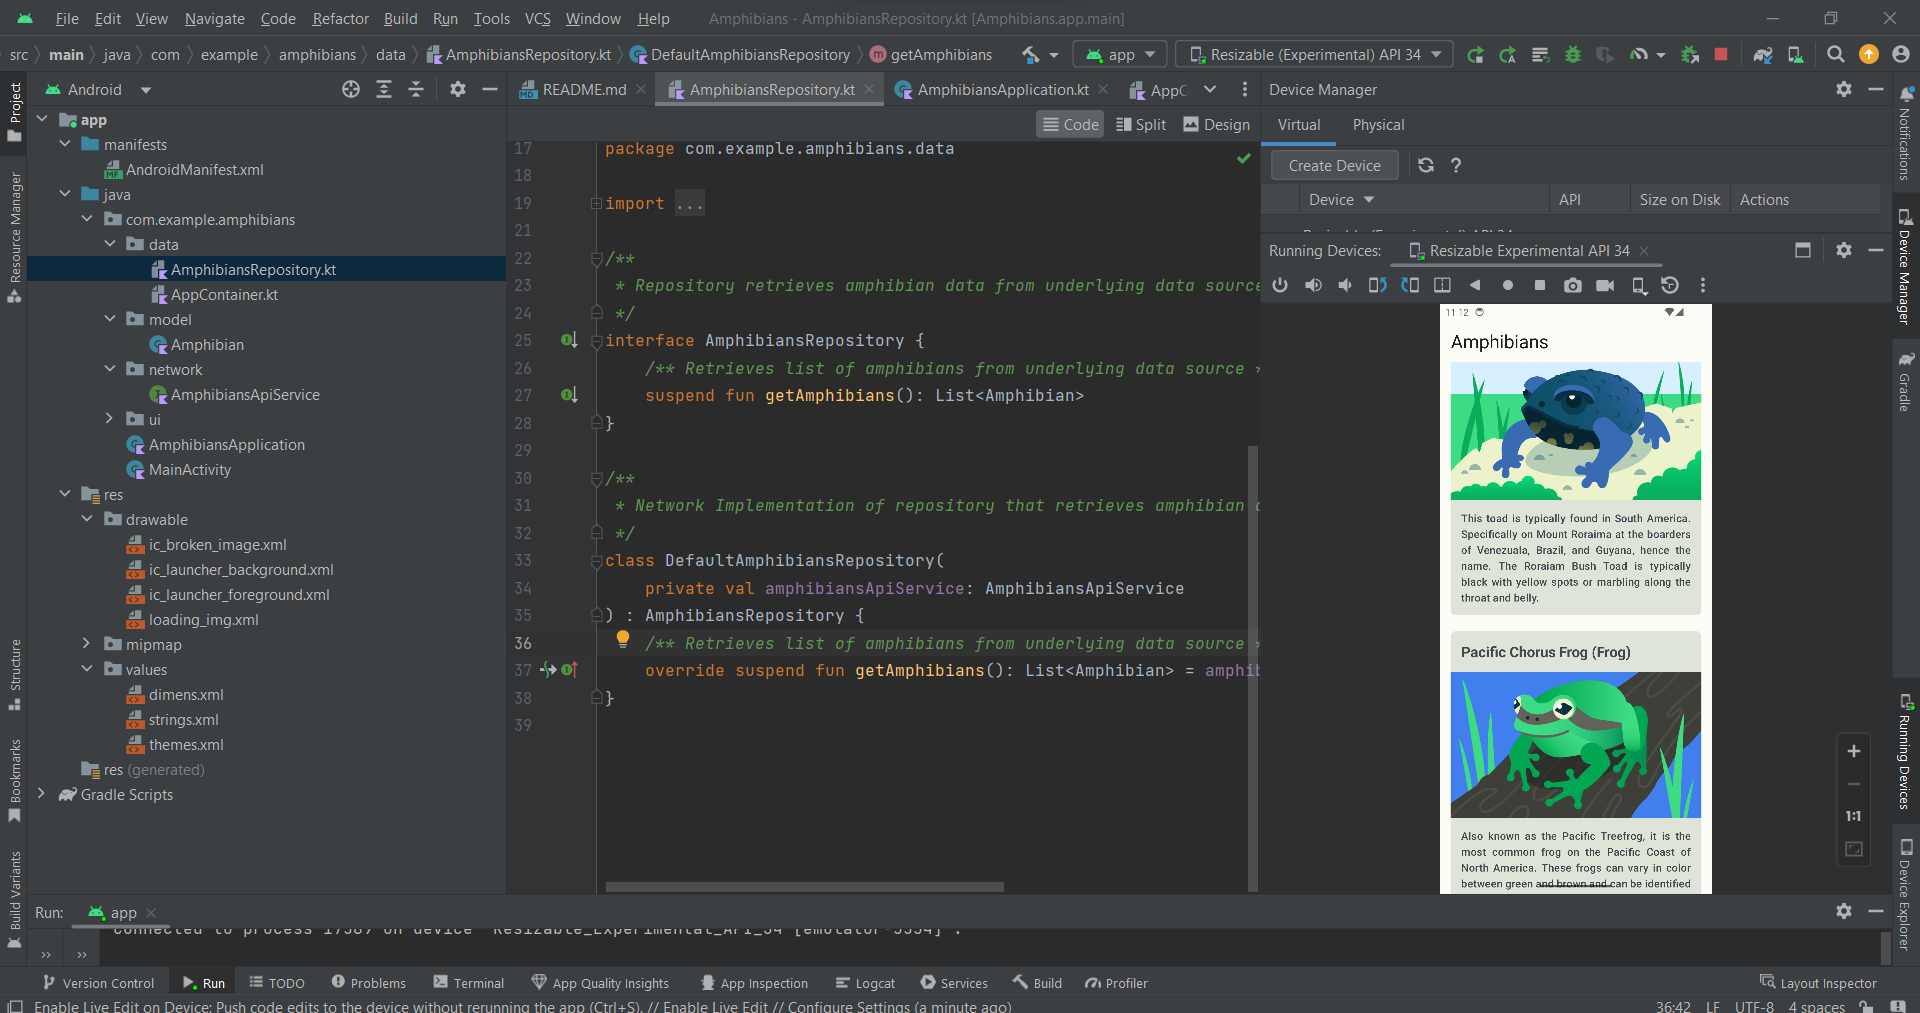 File Edit View Navigate Code Refactor Build Run Tools VCS Window Help Amphibians - AmphibiansRepository.kt [Amphibians.app.main]
src main java com example amphibians data AmphibiansRepository.kt DefaultAmphibiansRepository getAmphibians app Resizable (Experimental) API 34
Project
Resource Manager
Structure
Bookmarks
Build Variants
Android
app
manifests
AndroidManifest.xml
java
com.example.amphibians
data
AmphibiansRepository.kt
AppContainer.kt
model
Amphibian
network
AmphibiansApiService
ui
AmphibiansApplication
MainActivity
res
drawable
ic_broken_image.xml
ic_launcher_background.xml
ic_launcher_foreground.xml
loading_img.xml
mipmap
values
dimens.xml
strings.xml
themes.xml
res (generated)
Gradle Scripts
README.md AmphibiansRepository.kt AmphibiansApplication.kt AppC
Code Split Design
17 package com.example.amphibians.data
18
19 import ...
21
22 /**
23 * Repository retrieves amphibian data from underlying data source
24 */
25 interface AmphibiansRepository {
26 /** Retrieves list of amphibians from underlying data source *
27 suspend fun getAmphibians(): List<Amphibian>
28 }
29
30 /**
31 * Network Implementation of repository that retrieves amphibian
32 */
33 class DefaultAmphibiansRepository(
34 private val amphibiansApiService: AmphibiansApiService
35 ) : AmphibiansRepository {
36 /** Retrieves list of amphibians from underlying data source *
37 override suspend fun getAmphibians(): List<Amphibian> = amphib
38 }
39
Device Manager
Virtual Physical
Create Device ?
Device API Size on Disk Actions
Running Devices: Resizable Experimental API 34
11:12
Amphibians
This toad is typically found in South America.
Specifically on Mount Roraima at the boarders
of Venezuala, Brazil, and Guyana, hence the
name. The Roraiam Bush Toad is typically
black with yellow spots or marbling along the
throat and belly.
Pacific Chorus Frog (Frog)
Also known as the Pacific Treefrog, it is the
most common frog on the Pacific Coast of
North America. These frogs can vary in color
between green and brown and can be identified
1:1
Notifications
Device Manager
Gradle
Running Devices
Device Explorer
Run: app
Connected to process 17587 on device 'Resizable_Experimental_API_34 [emulator-5554]'.
Version Control Run TODO Problems Terminal App Quality Insights App Inspection Logcat Services Build Profiler Layout Inspector
Enable Live Edit on Device: Push code edits to the device without rerunning the app (Ctrl+S). // Enable Live Edit // Configure Settings (a minute ago) 36:42 LF UTF-8 4 spaces